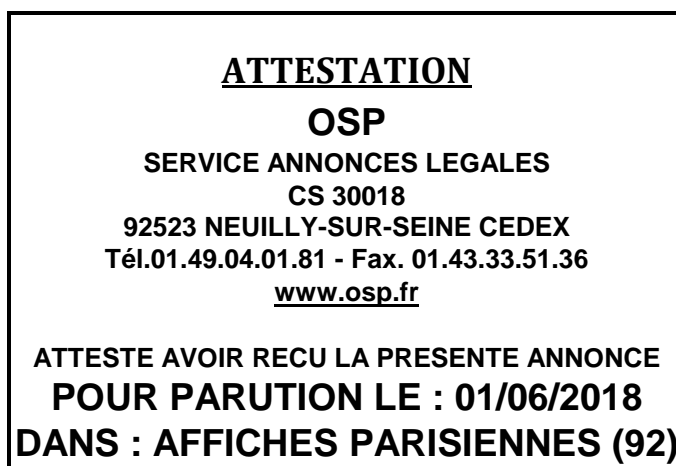 ATTESTATION
OSP
SERVICE ANNONCES LEGALES
CS 30018
92523 NEUILLY-SUR-SEINE CEDEX
Tél.01.49.04.01.81 - Fax. 01.43.33.51.36
www.osp.fr
ATTESTE AVOIR RECU LA PRESENTE ANNONCE
POUR PARUTION LE : 01/06/2018
DANS : AFFICHES PARISIENNES (92)